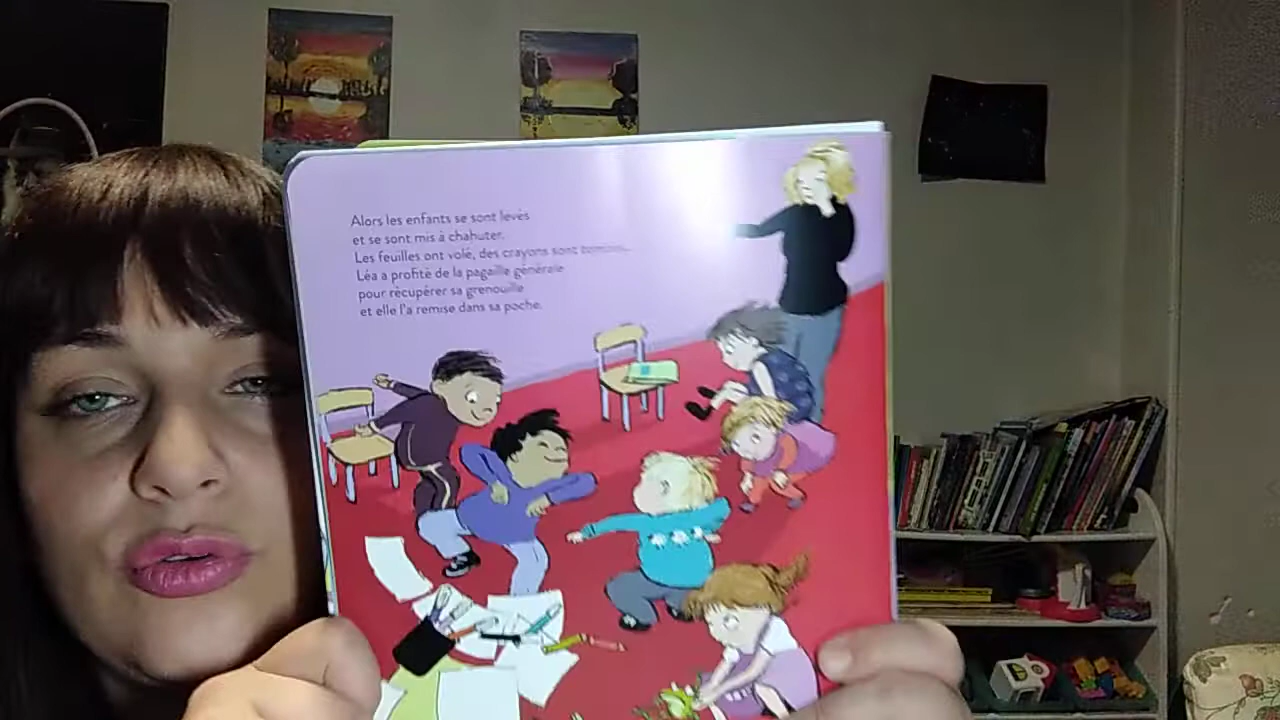 Alors les enfants se sont levés
et se sont mis à chahuter.
Les feuilles ont volé, des crayons sont tombés...
Léa a profité de la pagaille générale
pour récupérer sa grenouille
et elle l'a remise dans sa poche.